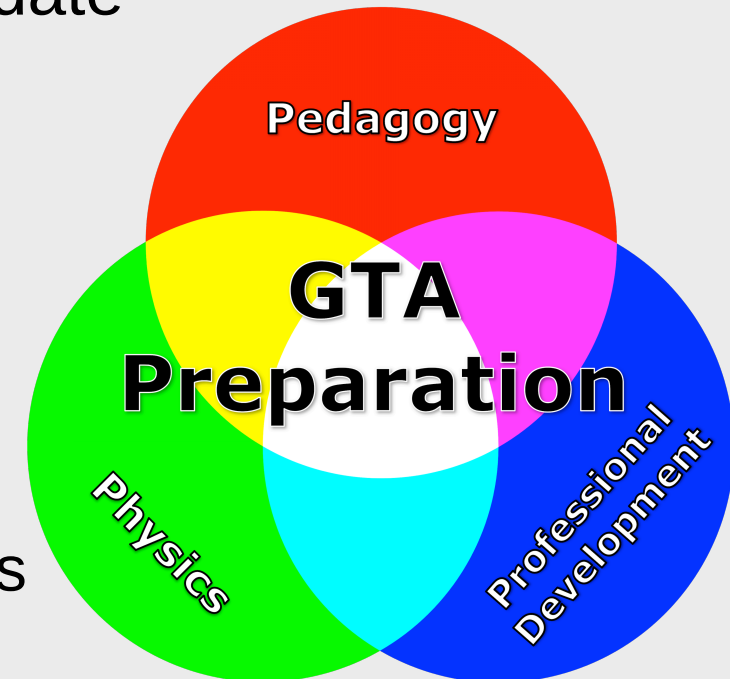 Pedagogy
GTA
Preparation
Physics
Professional
Development
s